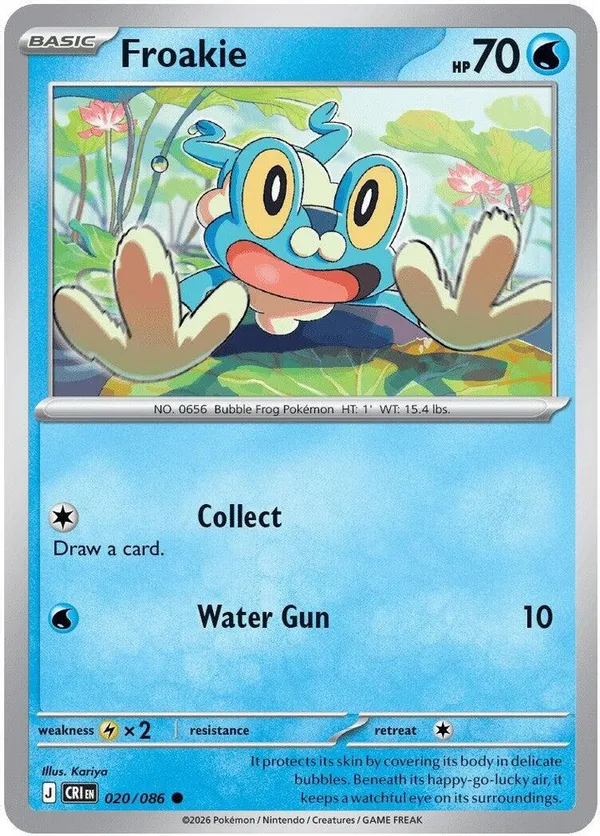 BASIC Froakie HP 70
NO. 0656 Bubble Frog Pokémon HT: 1' WT: 15.4 lbs.
Collect
Draw a card.
Water Gun 10
weakness ×2 resistance retreat
It protects its skin by covering its body in delicate
bubbles. Beneath its happy-go-lucky air, it
keeps a watchful eye on its surroundings.
Illus. Kariya
J CRI EN 020/086
©2026 Pokémon / Nintendo / Creatures / GAME FREAK